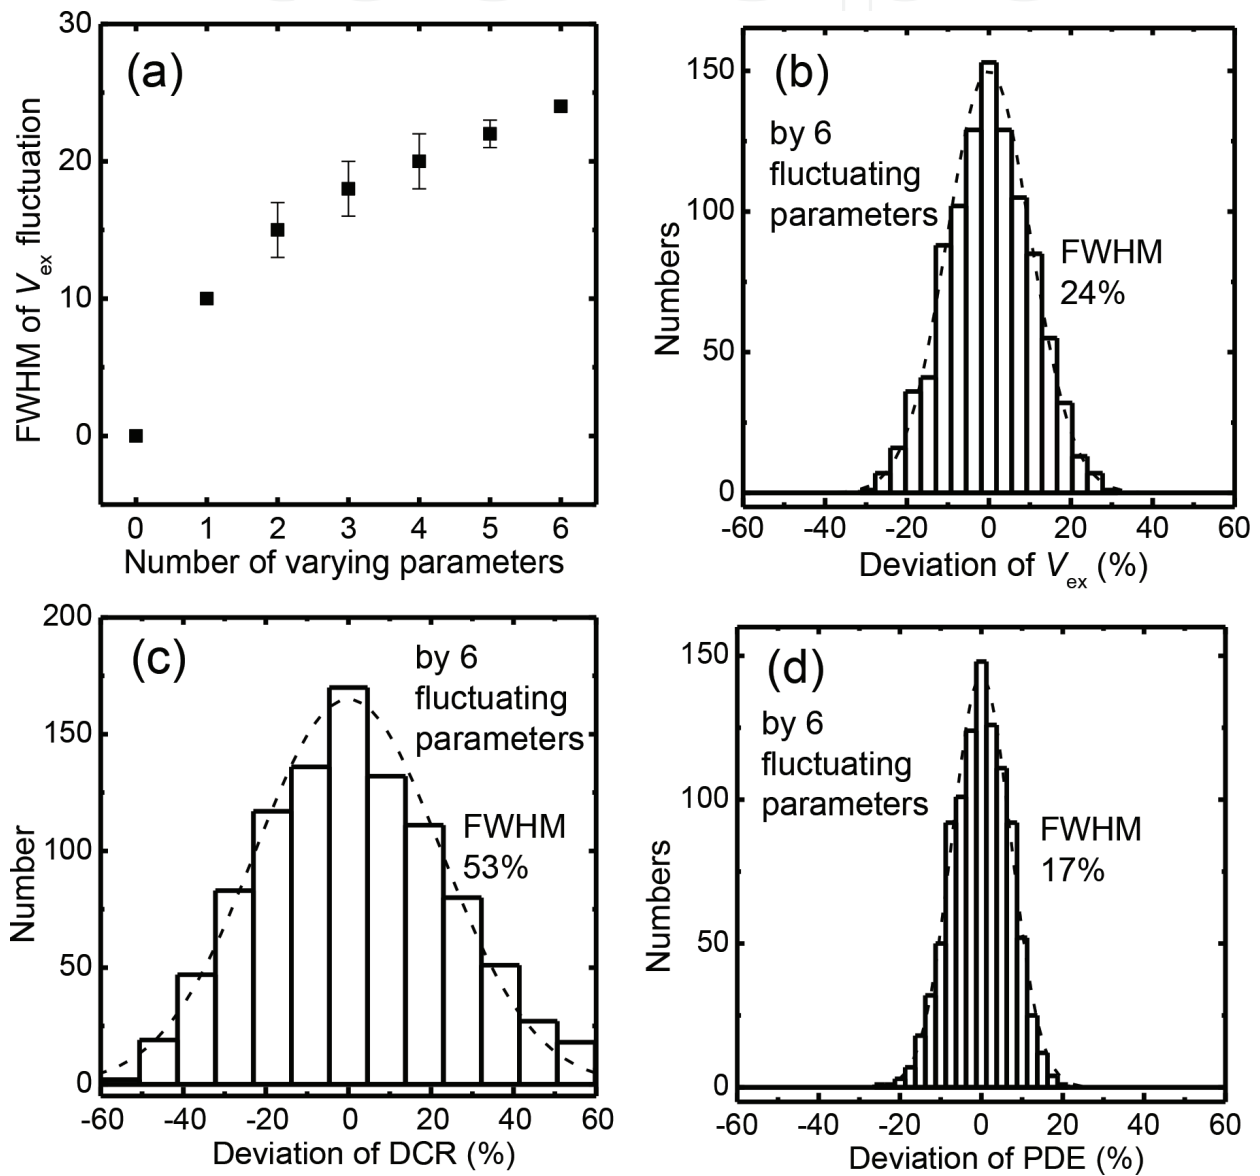 (a)
30
20
10
0
FWHM of Vex fluctuation
0 1 2 3 4 5 6
Number of varying parameters
(b)
by 6
fluctuating
parameters
FWHM
24%
150
100
50
0
Numbers
-60 -40 -20 0 20 40 60
Deviation of Vex (%)
(c)
by 6
fluctuating
parameters
FWHM
53%
200
150
100
50
0
Number
-60 -40 -20 0 20 40 60
Deviation of DCR (%)
(d)
by 6
fluctuating
parameters
FWHM
17%
150
100
50
0
Numbers
-60 -40 -20 0 20 40 60
Deviation of PDE (%)